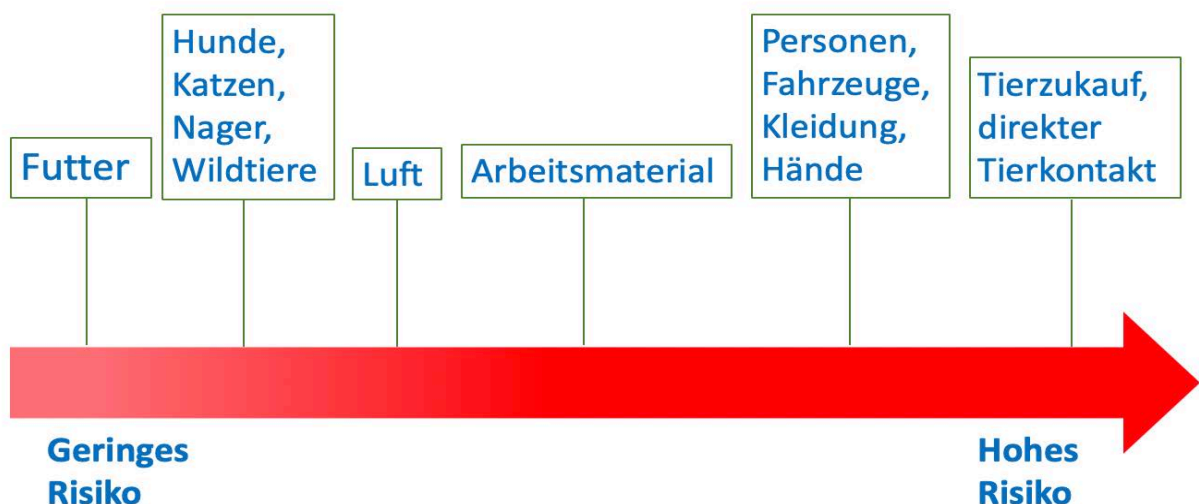 Futter
Hunde,
Katzen,
Nager,
Wildtiere
Luft
Arbeitsmaterial
Personen,
Fahrzeuge,
Kleidung,
Hände
Tierzukauf,
direkter
Tierkontakt
Geringes
Risiko
Hohes
Risiko